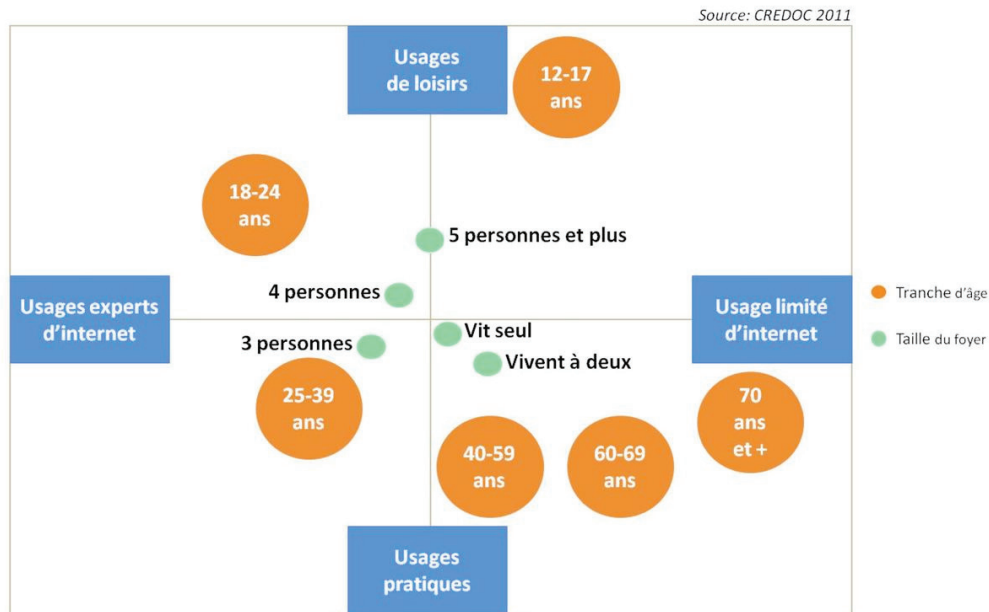 Source: CREDOC 2011
Usages
de loisirs
12-17
ans
18-24
ans
5 personnes et plus
4 personnes
Usages experts
d'internet
Usage limité
d'internet
Tranche d'âge
Vit seul
3 personnes
Taille du foyer
Vivent à deux
25-39
ans
70
ans
et +
40-59
ans
60-69
ans
Usages
pratiques